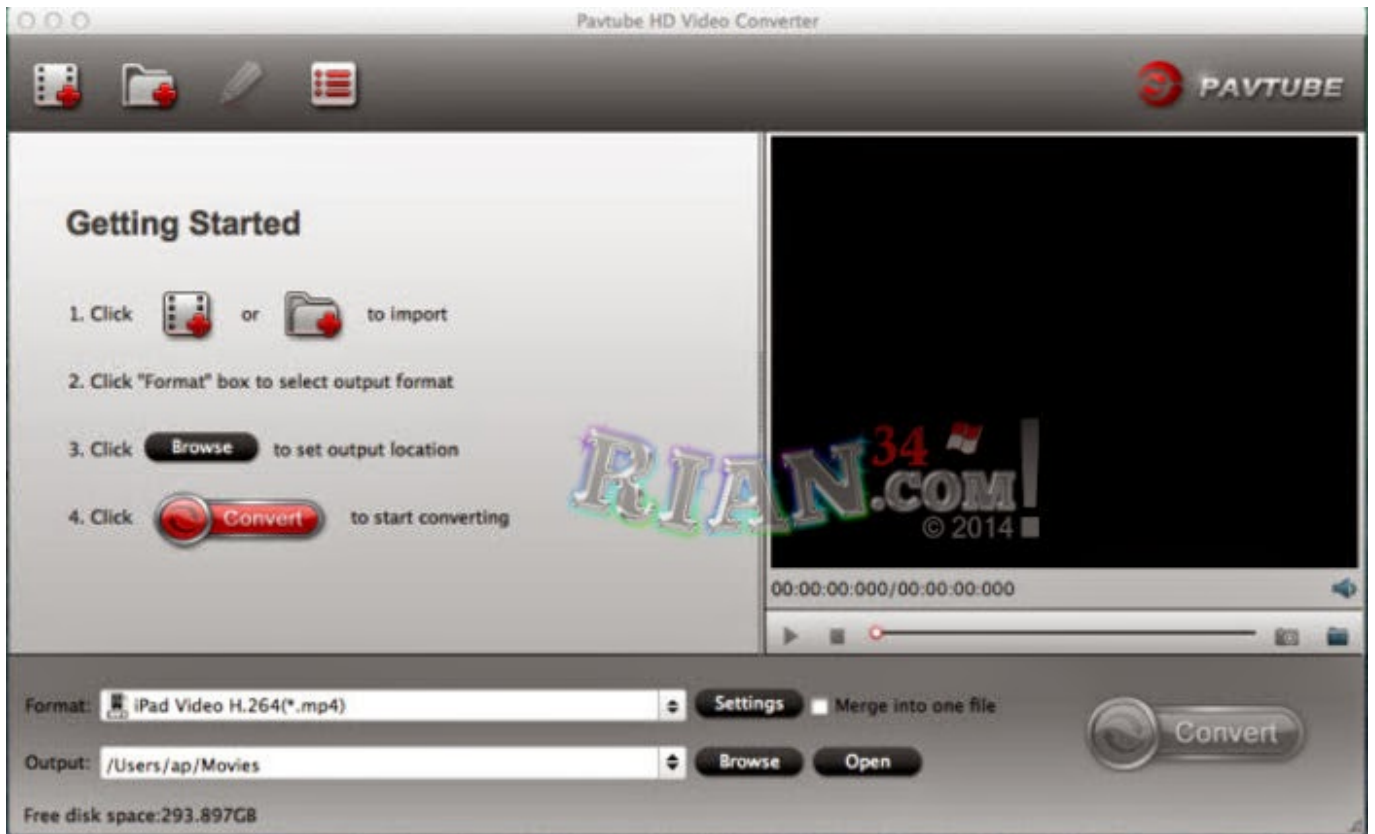 Pavtube HD Video Converter
PAVTUBE
Getting Started
1. Click or to import
2. Click "Format" box to select output format
3. Click Browse to set output location
4. Click Convert to start converting
RIAN 34 .COM!
© 2014
00:00:00:000/00:00:00:000
Format: iPad Video H.264(*.mp4) Settings Merge into one file
Convert
Output: /Users/ap/Movies Browse Open
Free disk space:293.897GB